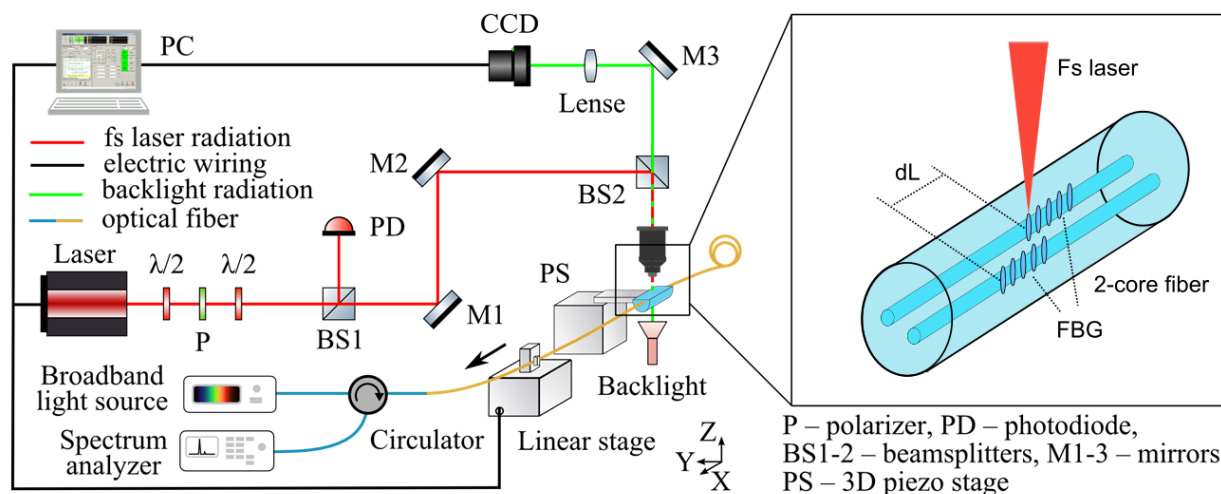 CCD
PC
M3
Lense
fs laser radiation
electric wiring
backlight radiation
optical fiber
M2
BS2
PD
Laser
λ/2
λ/2
P
BS1
M1
PS
Backlight
Broadband
light source
Spectrum
analyzer
Circulator
Linear stage
Z
Y
X
Fs laser
dL
2-core fiber
FBG
P – polarizer, PD – photodiode,
BS1-2 – beamsplitters, M1-3 – mirrors
PS – 3D piezo stage